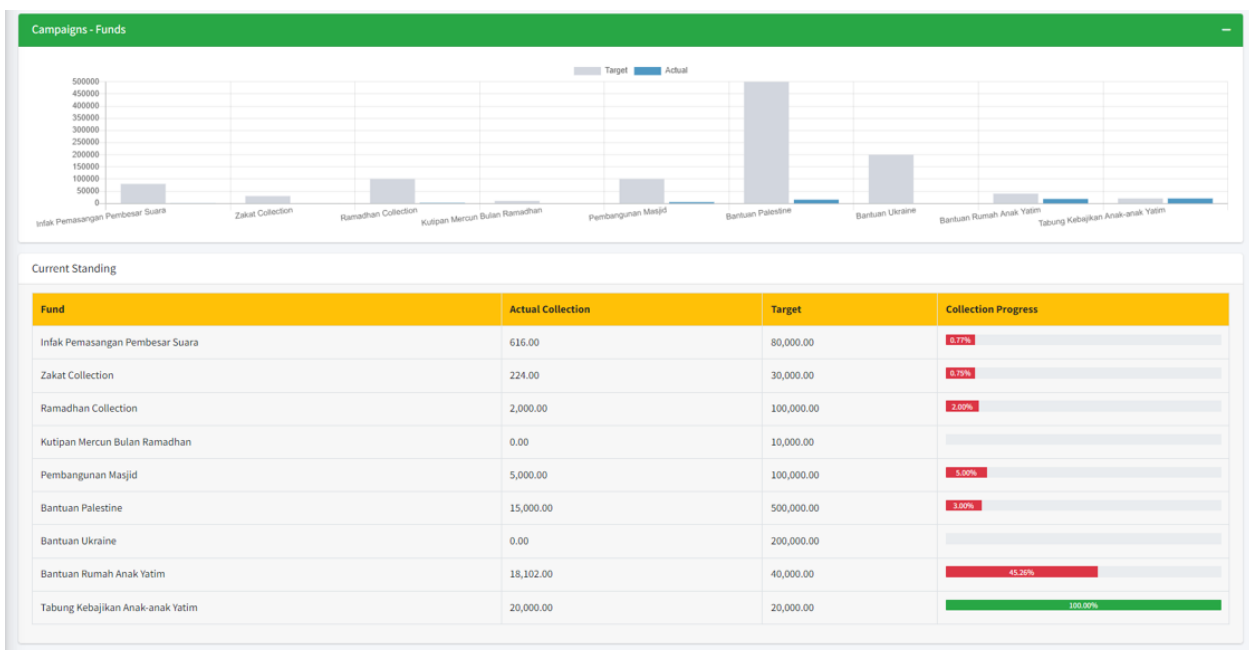 Campaigns - Funds
Target Actual
500000
450000
400000
350000
300000
250000
200000
150000
100000
50000
0
Infak Pemasangan Pembesar Suara
Zakat Collection
Ramadhan Collection
Kutipan Mercun Bulan Ramadhan
Pembangunan Masjid
Bantuan Palestine
Bantuan Ukraine
Bantuan Rumah Anak Yatim
Tabung Kebajikan Anak-anak Yatim
Current Standing
Fund Actual Collection Target Collection Progress
Infak Pemasangan Pembesar Suara 616.00 80,000.00 0.77%
Zakat Collection 224.00 30,000.00 0.75%
Ramadhan Collection 2,000.00 100,000.00 2.00%
Kutipan Mercun Bulan Ramadhan 0.00 10,000.00
Pembangunan Masjid 5,000.00 100,000.00 5.00%
Bantuan Palestine 15,000.00 500,000.00 3.00%
Bantuan Ukraine 0.00 200,000.00
Bantuan Rumah Anak Yatim 18,102.00 40,000.00 45.26%
Tabung Kebajikan Anak-anak Yatim 20,000.00 20,000.00 100.00%